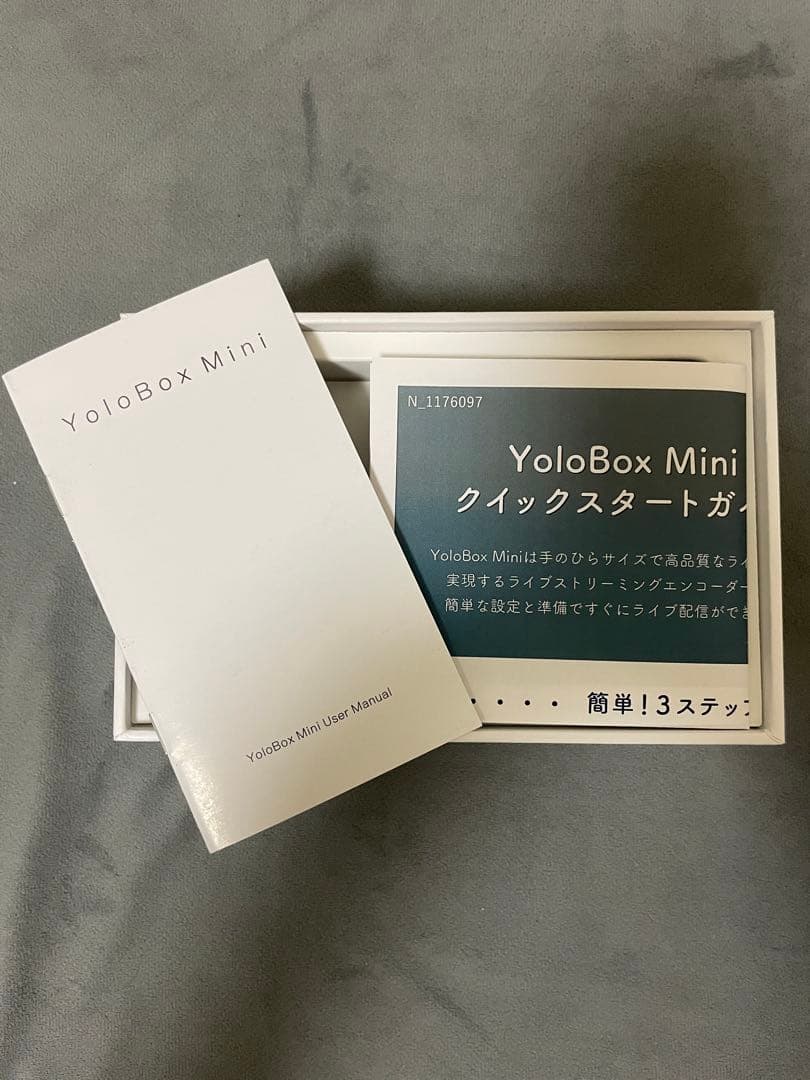 YoloBox Mini
YoloBox Mini User Manual
N_1176097
YoloBox Mini
クイックスタートガイ
YoloBox Miniは手のひらサイズで高品質なライ
実現するライブストリーミングエンコーダー
簡単な設定と準備ですぐにライブ配信ができ
・・・・ 簡単！3ステップ